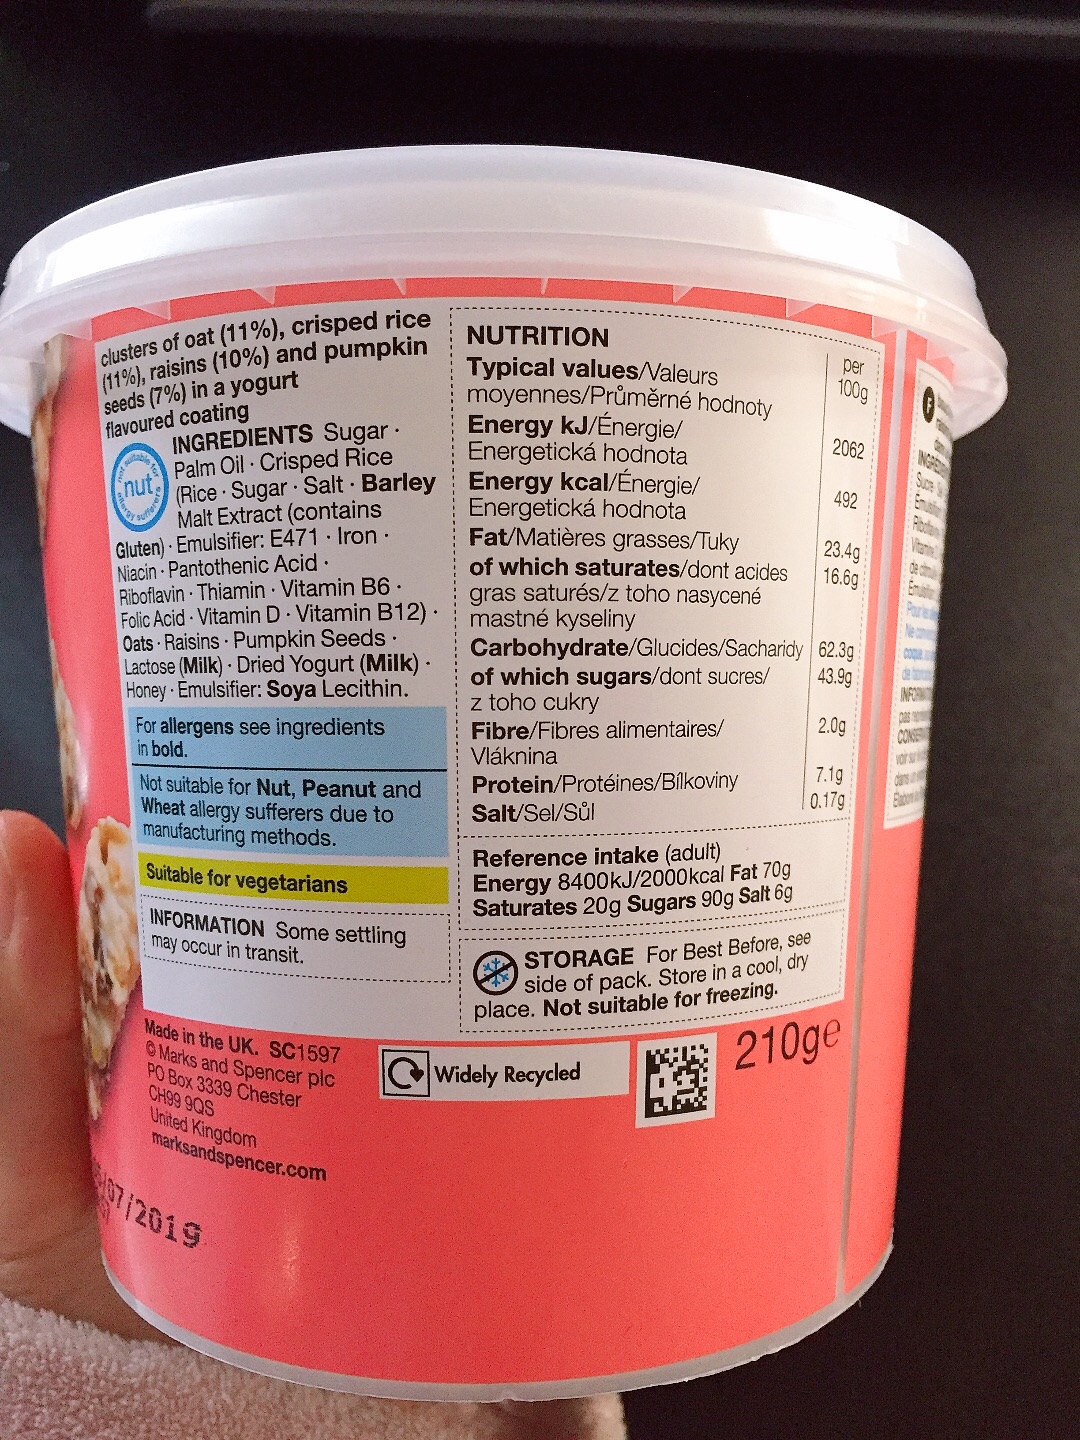 clusters of oat (11%), crisped rice
(11%), raisins (10%) and pumpkin
seeds (7%) in a yogurt
flavoured coating
not suitable for
nut
allergy sufferers
INGREDIENTS Sugar ·
Palm Oil · Crisped Rice
(Rice · Sugar · Salt · Barley
Malt Extract (contains
Gluten) · Emulsifier: E471 · Iron ·
Niacin · Pantothenic Acid ·
Riboflavin · Thiamin · Vitamin B6 ·
Folic Acid · Vitamin D · Vitamin B12) ·
Oats · Raisins · Pumpkin Seeds ·
Lactose (Milk) · Dried Yogurt (Milk) ·
Honey · Emulsifier: Soya Lecithin.
For allergens see ingredients
in bold.
Not suitable for Nut, Peanut and
Wheat allergy sufferers due to
manufacturing methods.
Suitable for vegetarians
INFORMATION Some settling
may occur in transit.
NUTRITION
Typical values/Valeurs per
moyennes/Průměrné hodnoty 100g
Energy kJ/Énergie/
Energetická hodnota 2062
Energy kcal/Énergie/
Energetická hodnota 492
Fat/Matières grasses/Tuky 23.4g
of which saturates/dont acides 16.6g
gras saturés/z toho nasycené
mastné kyseliny
Carbohydrate/Glucides/Sacharidy 62.3g
of which sugars/dont sucres/ 43.9g
z toho cukry
Fibre/Fibres alimentaires/ 2.0g
Vláknina
Protein/Protéines/Bílkoviny 7.1g
Salt/Sel/Sůl 0.17g
Reference intake (adult)
Energy 8400kJ/2000kcal Fat 70g
Saturates 20g Sugars 90g Salt 6g
STORAGE For Best Before, see
side of pack. Store in a cool, dry
place. Not suitable for freezing.
Made in the UK. SC1597
© Marks and Spencer plc
PO Box 3339 Chester
CH99 9QS
United Kingdom
marksandspencer.com
Widely Recycled
210g℮
/07/2019
F